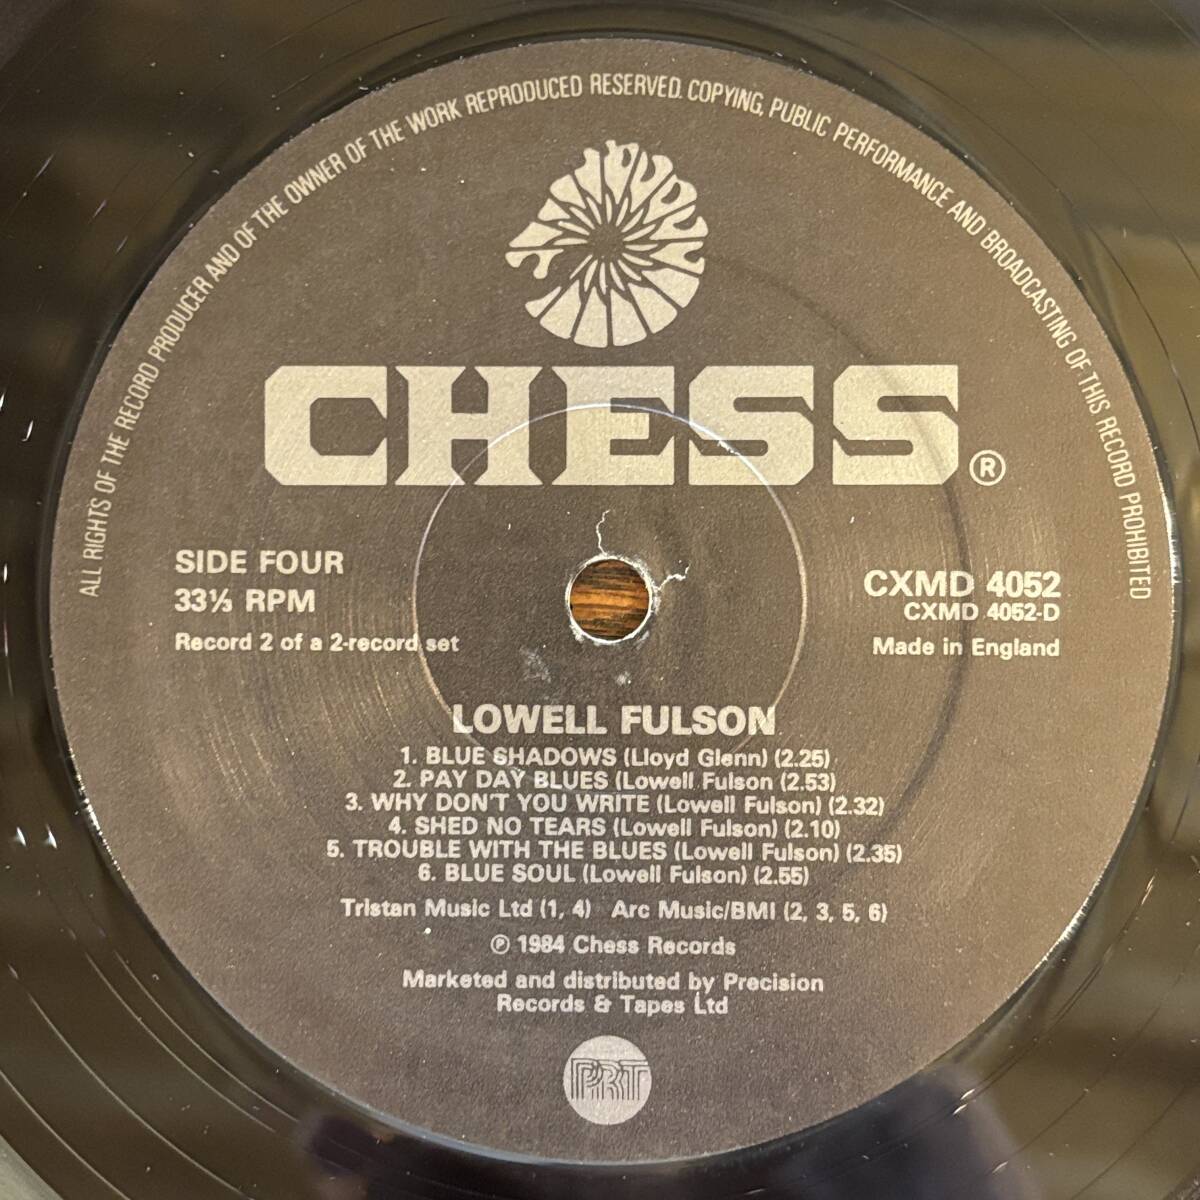 ALL RIGHTS OF THE RECORD PRODUCER AND OF THE OWNER OF THE WORK REPRODUCED RESERVED. COPYING, PUBLIC PERFORMANCE AND BROADCASTING OF THIS RECORD PROHIBITED
CHESS®
SIDE FOUR
33⅓ RPM
Record 2 of a 2-record set
CXMD 4052
CXMD 4052-D
Made in England
LOWELL FULSON
1. BLUE SHADOWS (Lloyd Glenn) (2.25)
2. PAY DAY BLUES (Lowell Fulson (2.53)
3. WHY DON'T YOU WRITE (Lowell Fulson) (2.32)
4. SHED NO TEARS (Lowell Fulson) (2.10)
5. TROUBLE WITH THE BLUES (Lowell Fulson) (2.35)
6. BLUE SOUL (Lowell Fulson) (2.55)
Tristan Music Ltd (1, 4) Arc Music/BMI (2, 3, 5, 6)
℗ 1984 Chess Records
Marketed and distributed by Precision
Records & Tapes Ltd
PRT